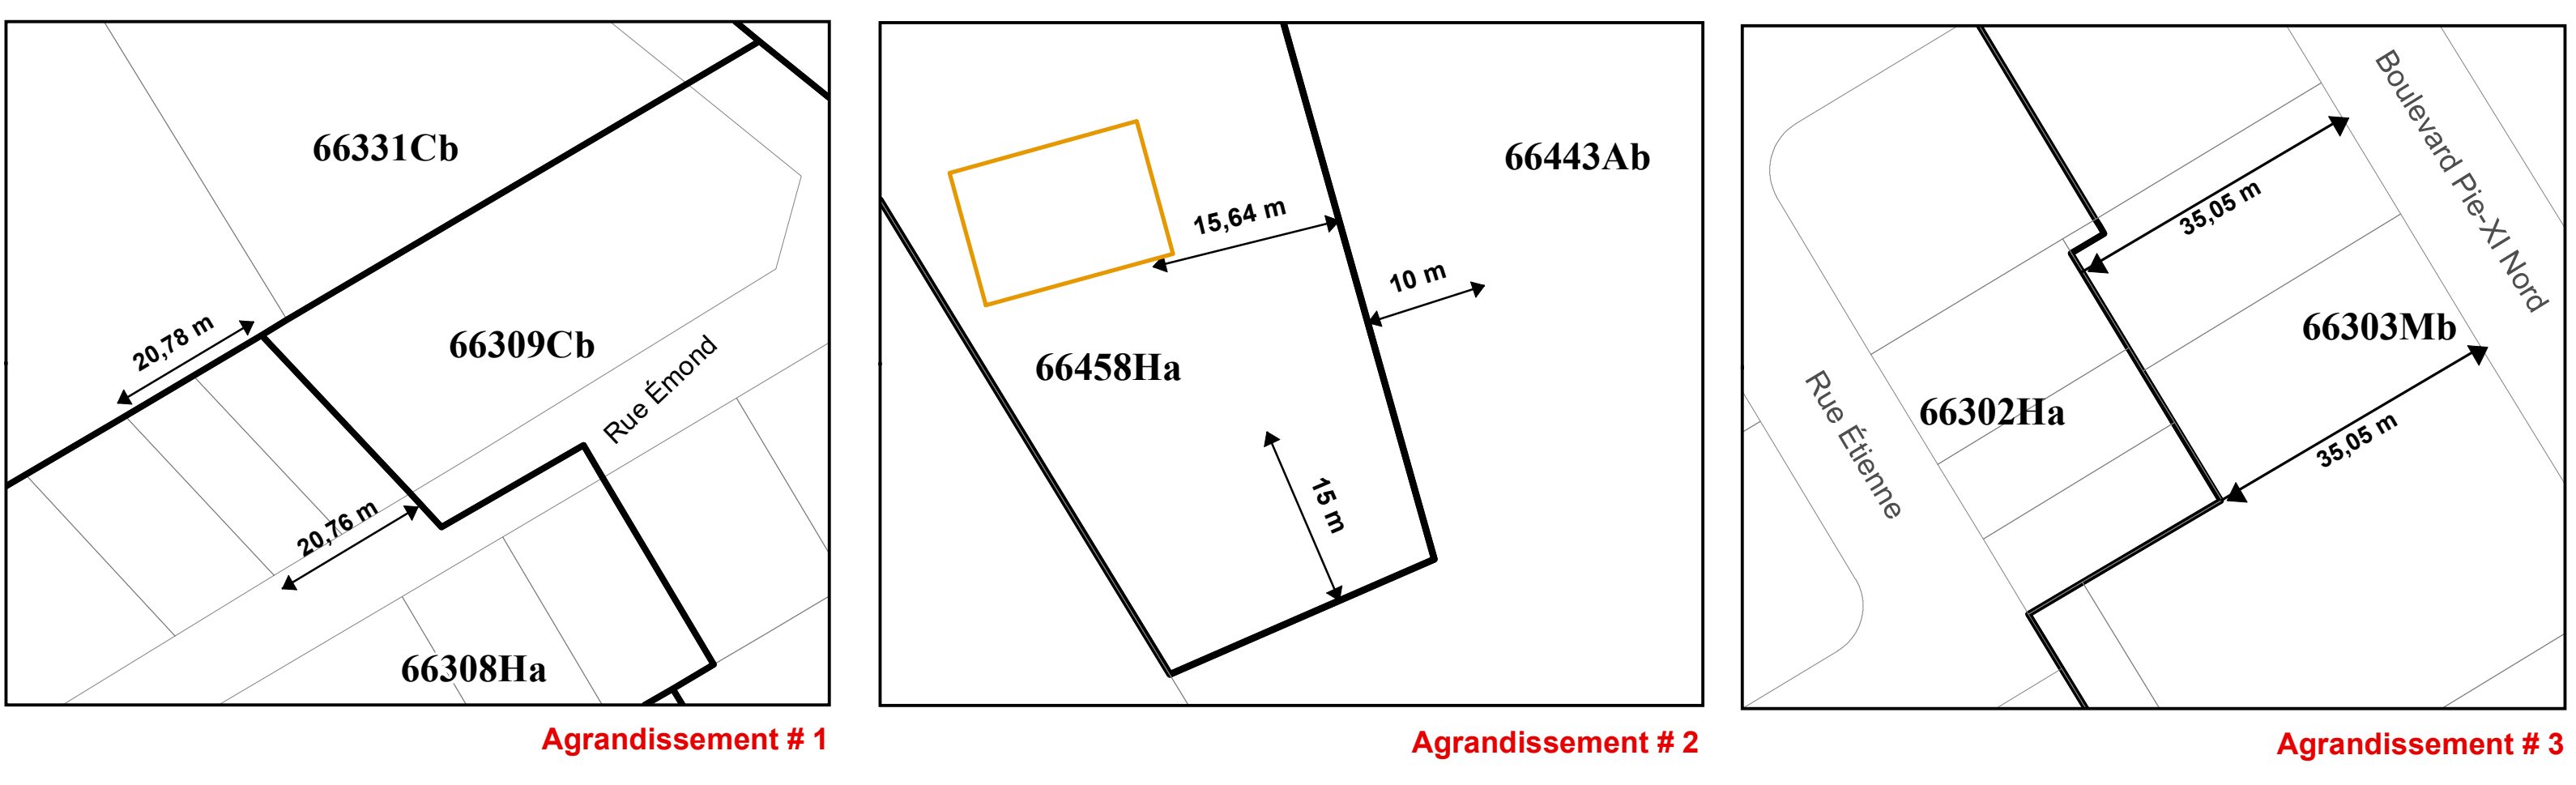 66331Cb
20,78 m
66309Cb
Rue Émond
20,76 m
66308Ha
Agrandissement # 1
66443Ab
15,64 m
10 m
66458Ha
15 m
Agrandissement # 2
Boulevard Pie-XI Nord
35,05 m
66303Mb
66302Ha
Rue Étienne
35,05 m
Agrandissement # 3